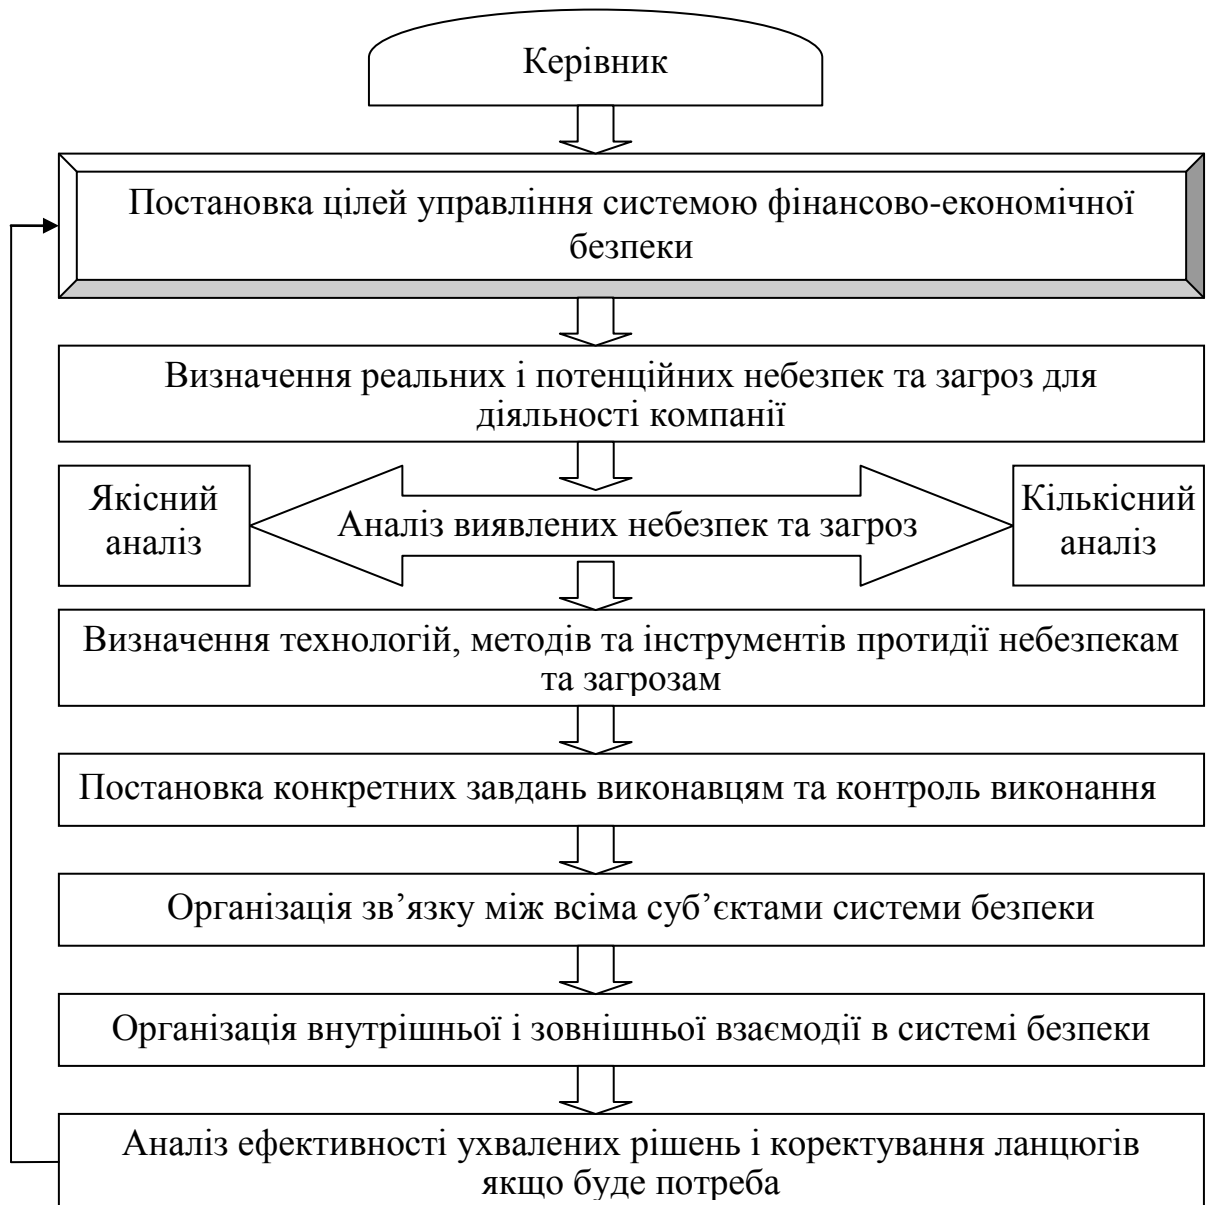 Керівник
Постановка цілей управління системою фінансово-економічної
безпеки
Визначення реальних і потенційних небезпек та загроз для
діяльності компанії
Якісний
аналіз
Аналіз виявлених небезпек та загроз
Кількісний
аналіз
Визначення технологій, методів та інструментів протидії небезпекам
та загрозам
Постановка конкретних завдань виконавцям та контроль виконання
Організація зв’язку між всіма суб’єктами системи безпеки
Організація внутрішньої і зовнішньої взаємодії в системі безпеки
Аналіз ефективності ухвалених рішень і коректування ланцюгів
якщо буде потреба